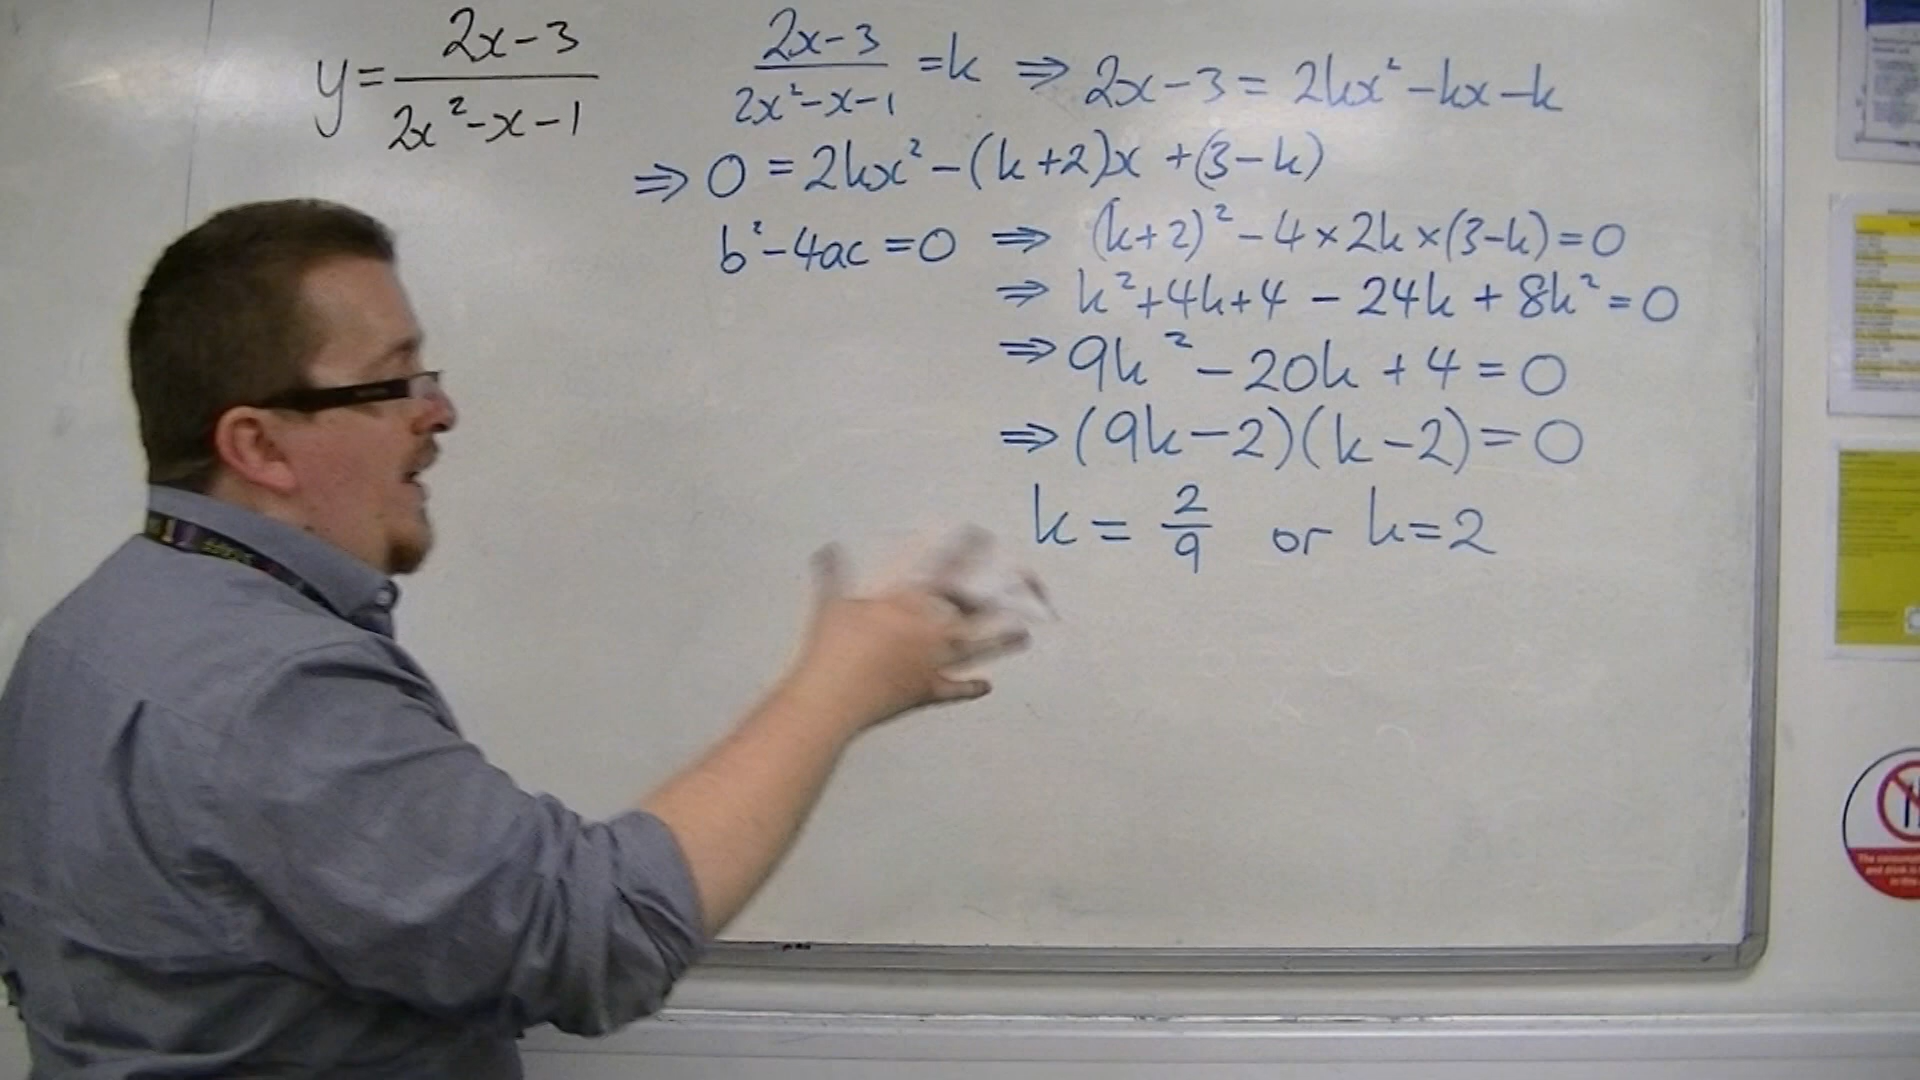 y = (2x-3)/(2x²-x-1)
(2x-3)/(2x²-x-1) = k ⇒ 2x-3 = 2kx²-kx-k
⇒ 0 = 2kx²-(k+2)x+(3-k)
b²-4ac=0 ⇒ (k+2)²-4×2k×(3-k)=0
⇒ k²+4k+4-24k+8k²=0
⇒ 9k²-20k+4=0
⇒ (9k-2)(k-2)=0
k = 2/9 or k=2